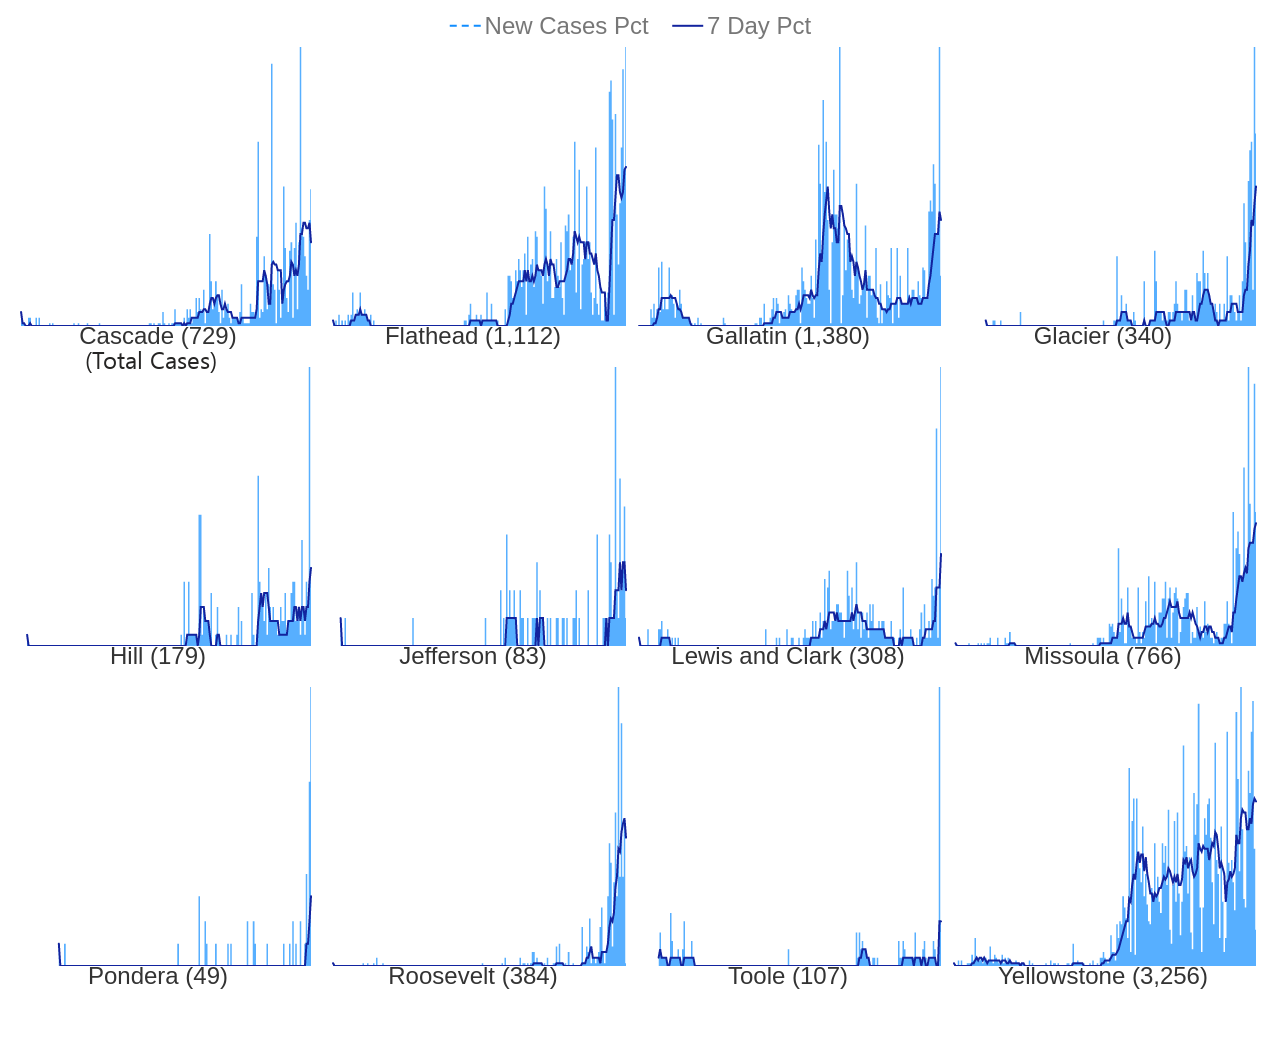 New Cases Pct 7 Day Pct
Cascade (729) Flathead (1,112) Gallatin (1,380) Glacier (340)
(Total Cases)
Hill (179) Jefferson (83) Lewis and Clark (308) Missoula (766)
Pondera (49) Roosevelt (384) Toole (107) Yellowstone (3,256)